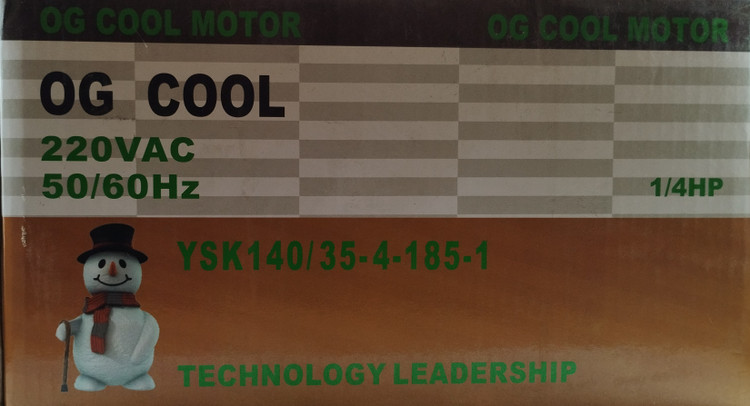 OG COOL MOTOR OG COOL MOTOR
OG COOL
220VAC
50/60Hz 1/4HP
YSK140/35-4-185-1
TECHNOLOGY LEADERSHIP